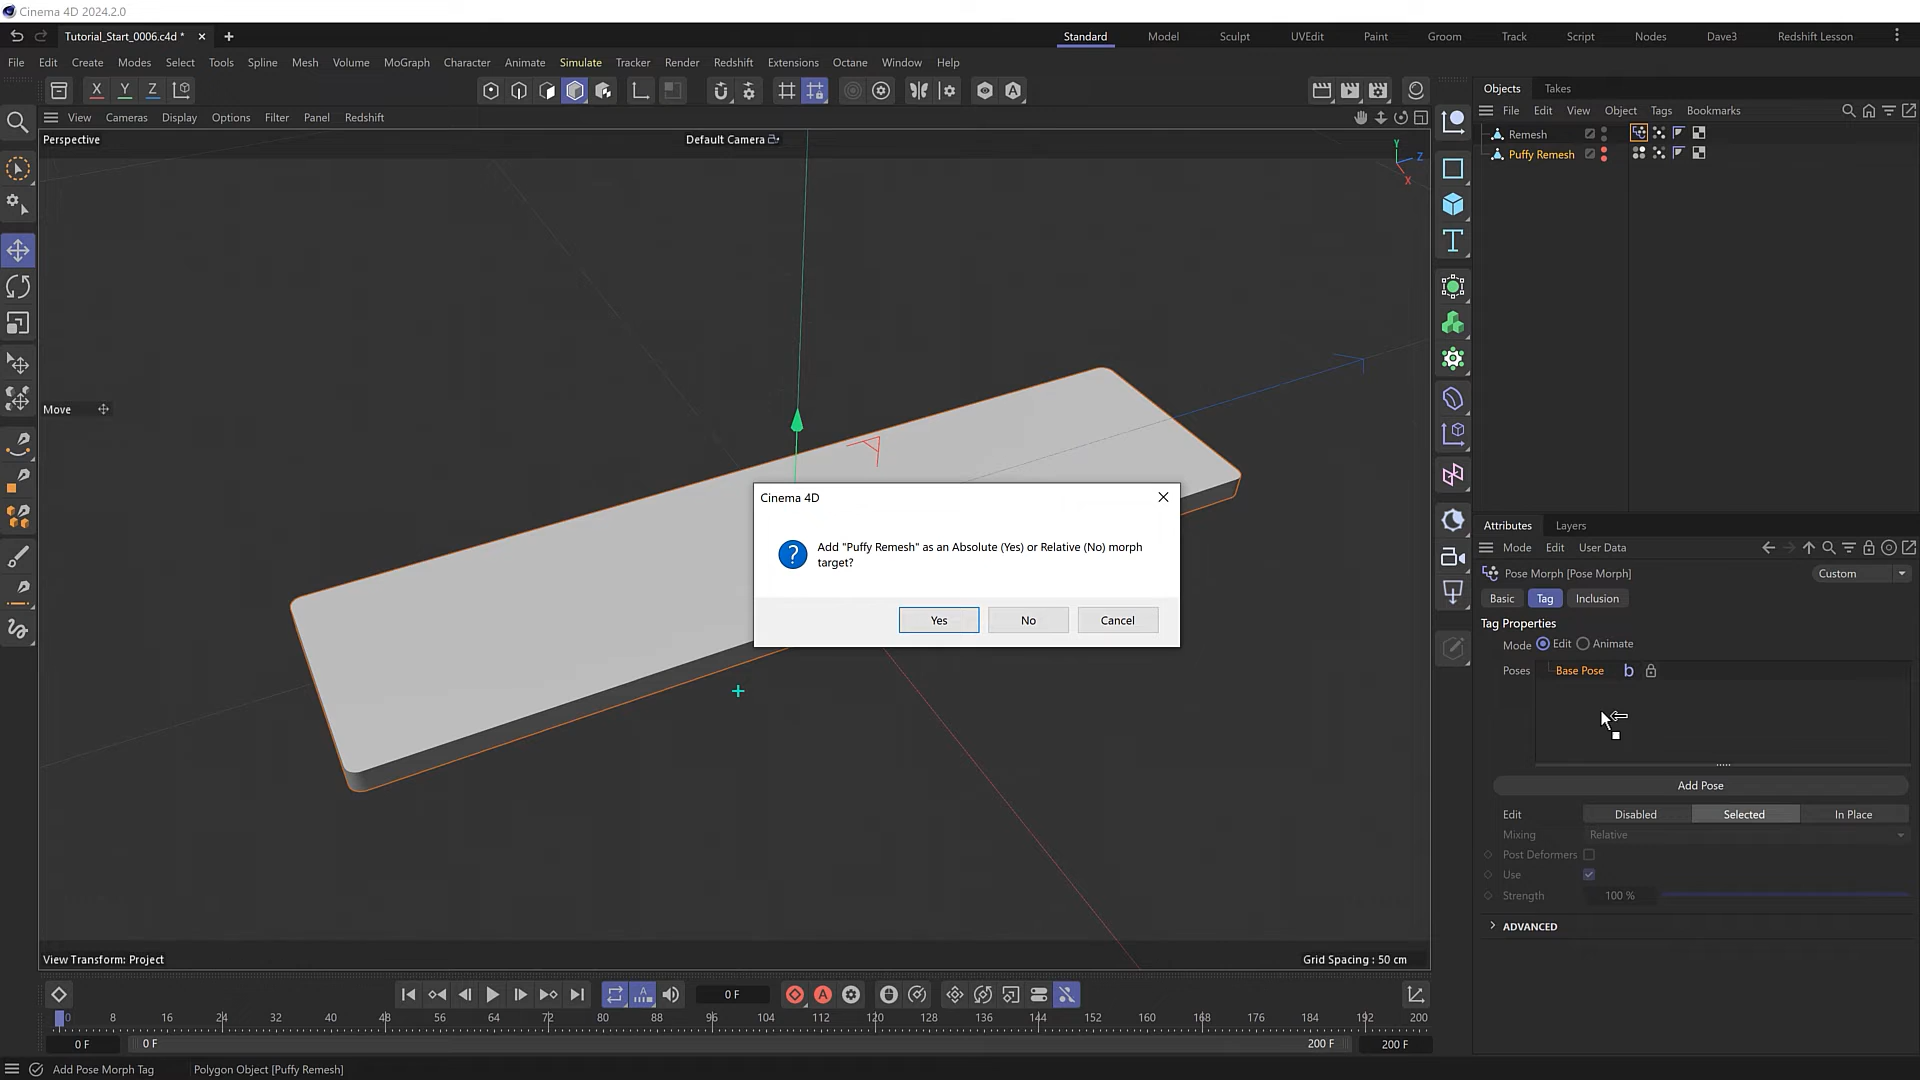 Cinema 4D 2024.2.0
Tutorial_Start_0006.c4d *
Standard Model Sculpt UVEdit Paint Groom Track Script Nodes Dave3 Redshift Lesson
File Edit Create Modes Select Tools Spline Mesh Volume MoGraph Character Animate Simulate Tracker Render Redshift Extensions Octane Window Help
X Y Z
Objects Takes
File Edit View Object Tags Bookmarks
View Cameras Display Options Filter Panel Redshift
Perspective
Default Camera
Y
Z
X
Remesh
Puffy Remesh
Move
Cinema 4D
Add "Puffy Remesh" as an Absolute (Yes) or Relative (No) morph
target?
Yes No Cancel
Attributes Layers
Mode Edit User Data
Pose Morph [Pose Morph]
Custom
Basic Tag Inclusion
Tag Properties
Mode Edit Animate
Poses Base Pose b
Add Pose
Edit Disabled Selected In Place
Mixing Relative
Post Deformers
Use
Strength 100 %
ADVANCED
View Transform: Project
Grid Spacing : 50 cm
0 F
0 8 16 24 32 40 48 56 64 72 80 88 96 104 112 120 128 136 144 152 160 168 176 184 192 200
0 F 0 F 200 F 200 F
Add Pose Morph Tag Polygon Object [Puffy Remesh]